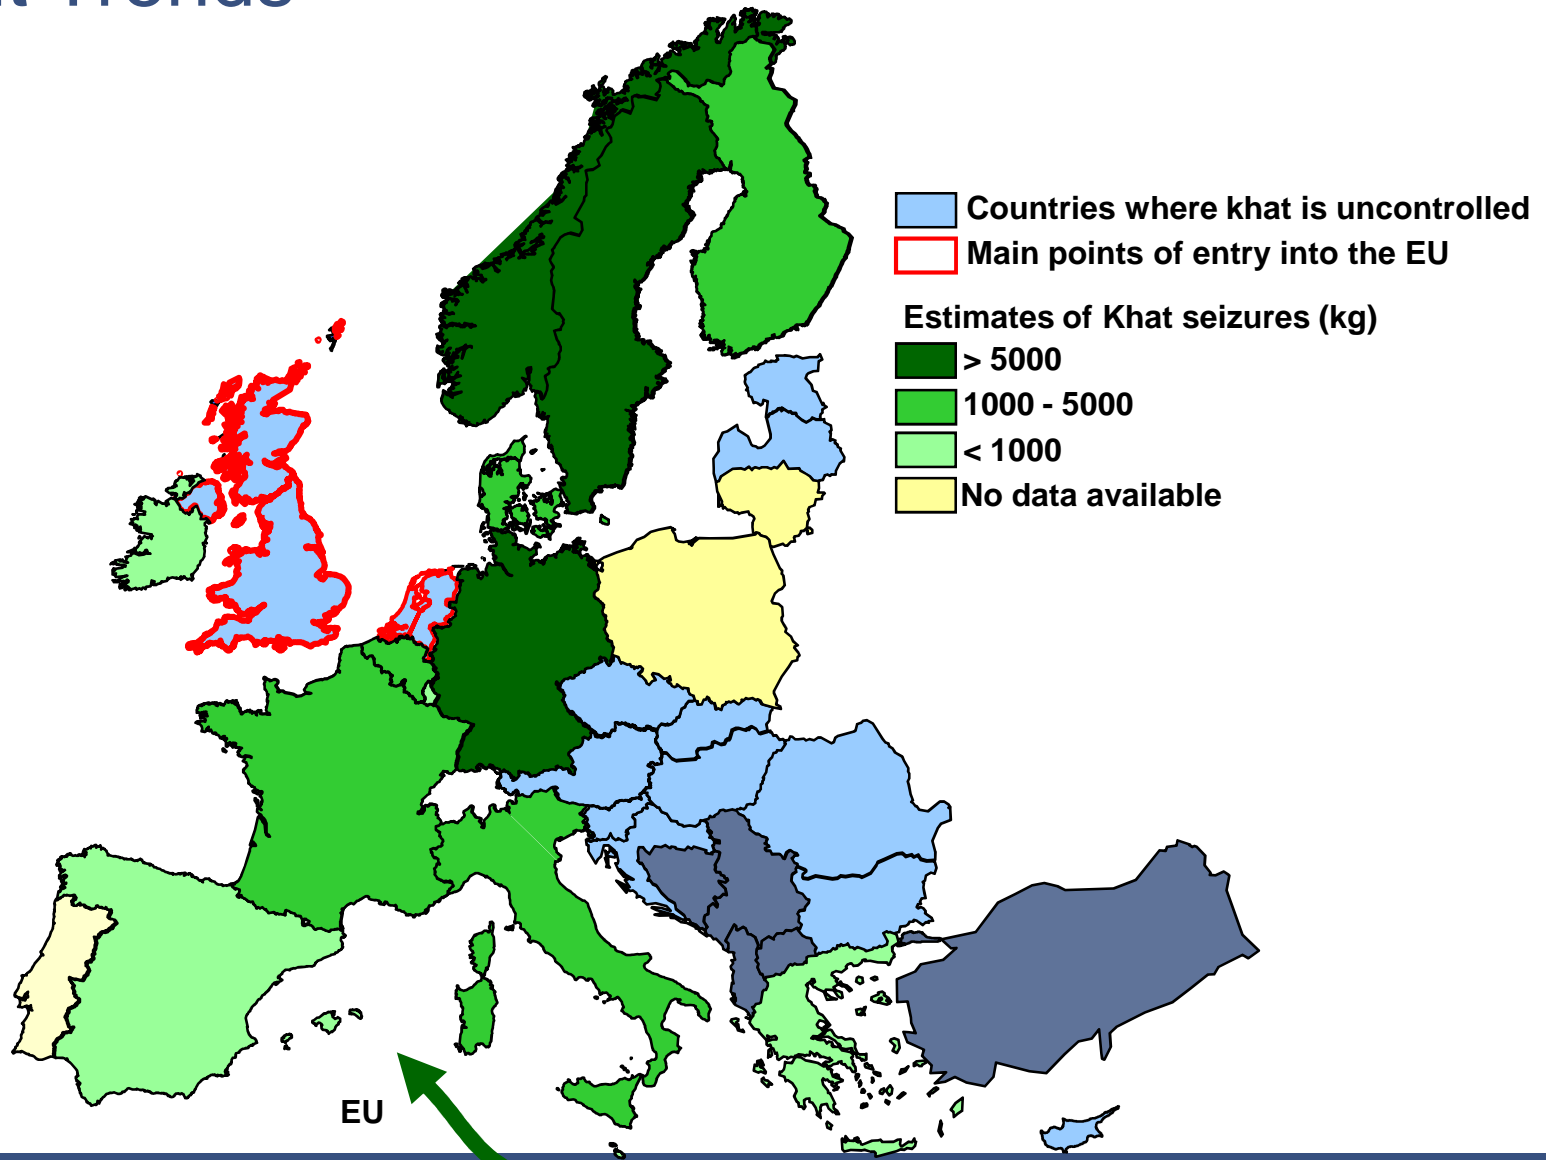 Trends
Countries where khat is uncontrolled
Main points of entry into the EU
Estimates of Khat seizures (kg)
> 5000
1000 - 5000
< 1000
No data available
EU